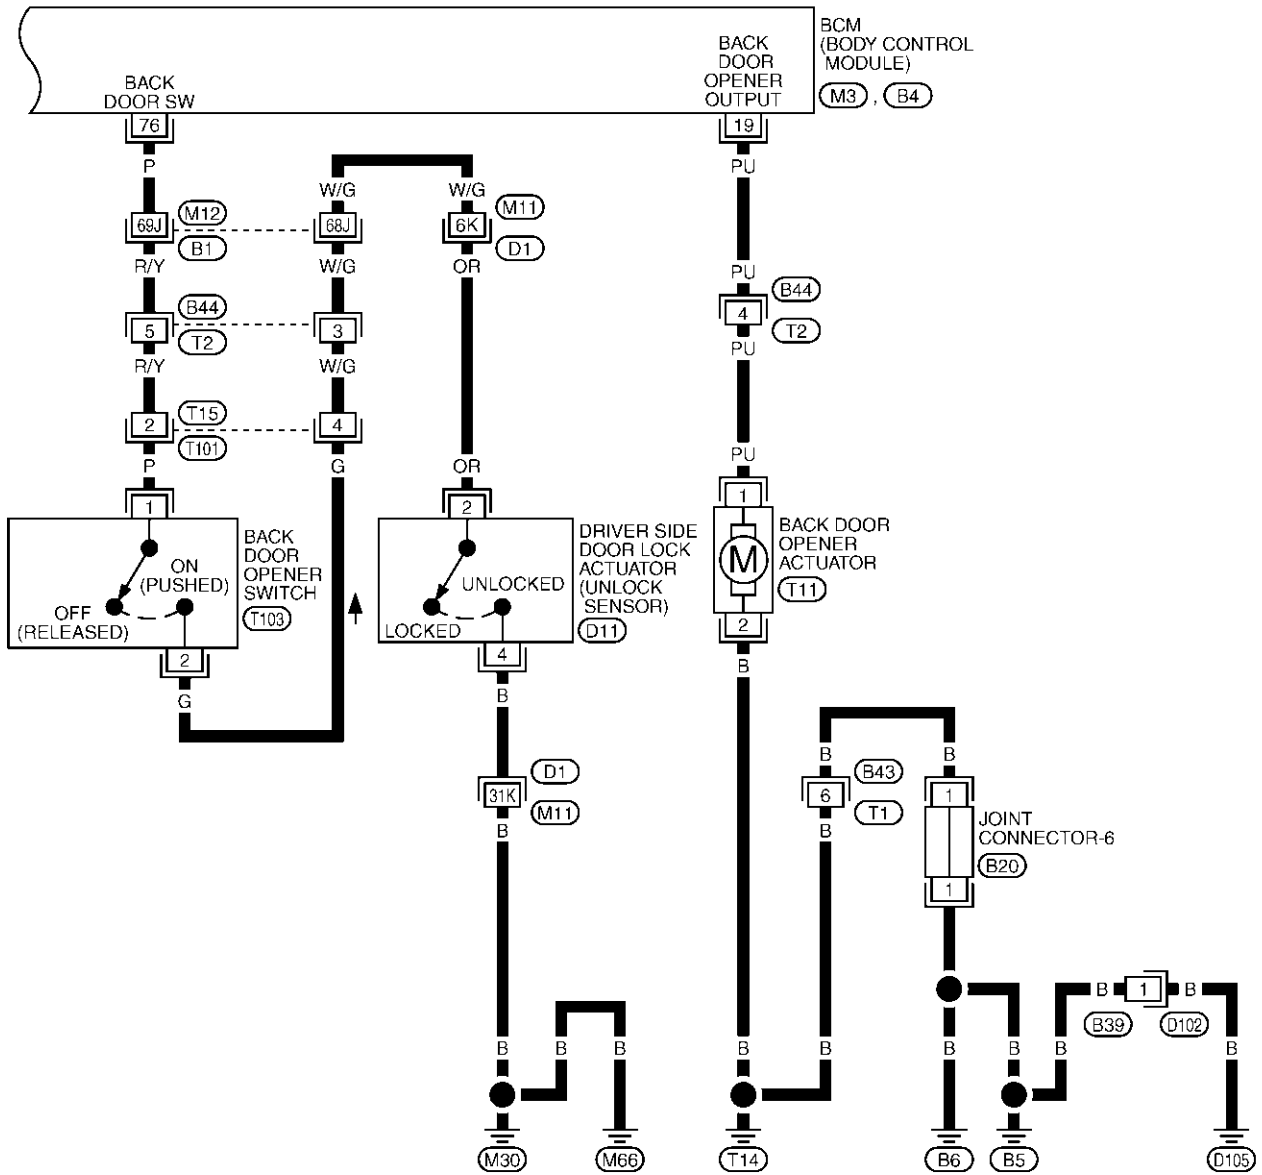 BCM
(BODY CONTROL
MODULE)
M3 , B4
BACK
DOOR SW
76
BACK
DOOR
OPENER
OUTPUT
19
P
W/G
W/G
PU
69J
M12
B1
68J
6K
M11
D1
R/Y
W/G
OR
PU
5
B44
T2
3
4
B44
T2
R/Y
W/G
PU
2
T15
T101
4
P
G
OR
PU
1
2
1
BACK
DOOR
OPENER
SWITCH
T103
ON
(PUSHED)
OFF
(RELEASED)
2
G
DRIVER SIDE
DOOR LOCK
ACTUATOR
(UNLOCK
SENSOR)
D11
UNLOCKED
LOCKED
4
B
BACK DOOR
OPENER
ACTUATOR
T11
M
2
B
D1
31K
M11
B
B
B
6
B43
T1
B
1
JOINT
CONNECTOR-6
B20
1
B
1
B
B39
D102
B
B
B
B
B
B
B
B
B
M30
M66
T14
B6
B5
D105